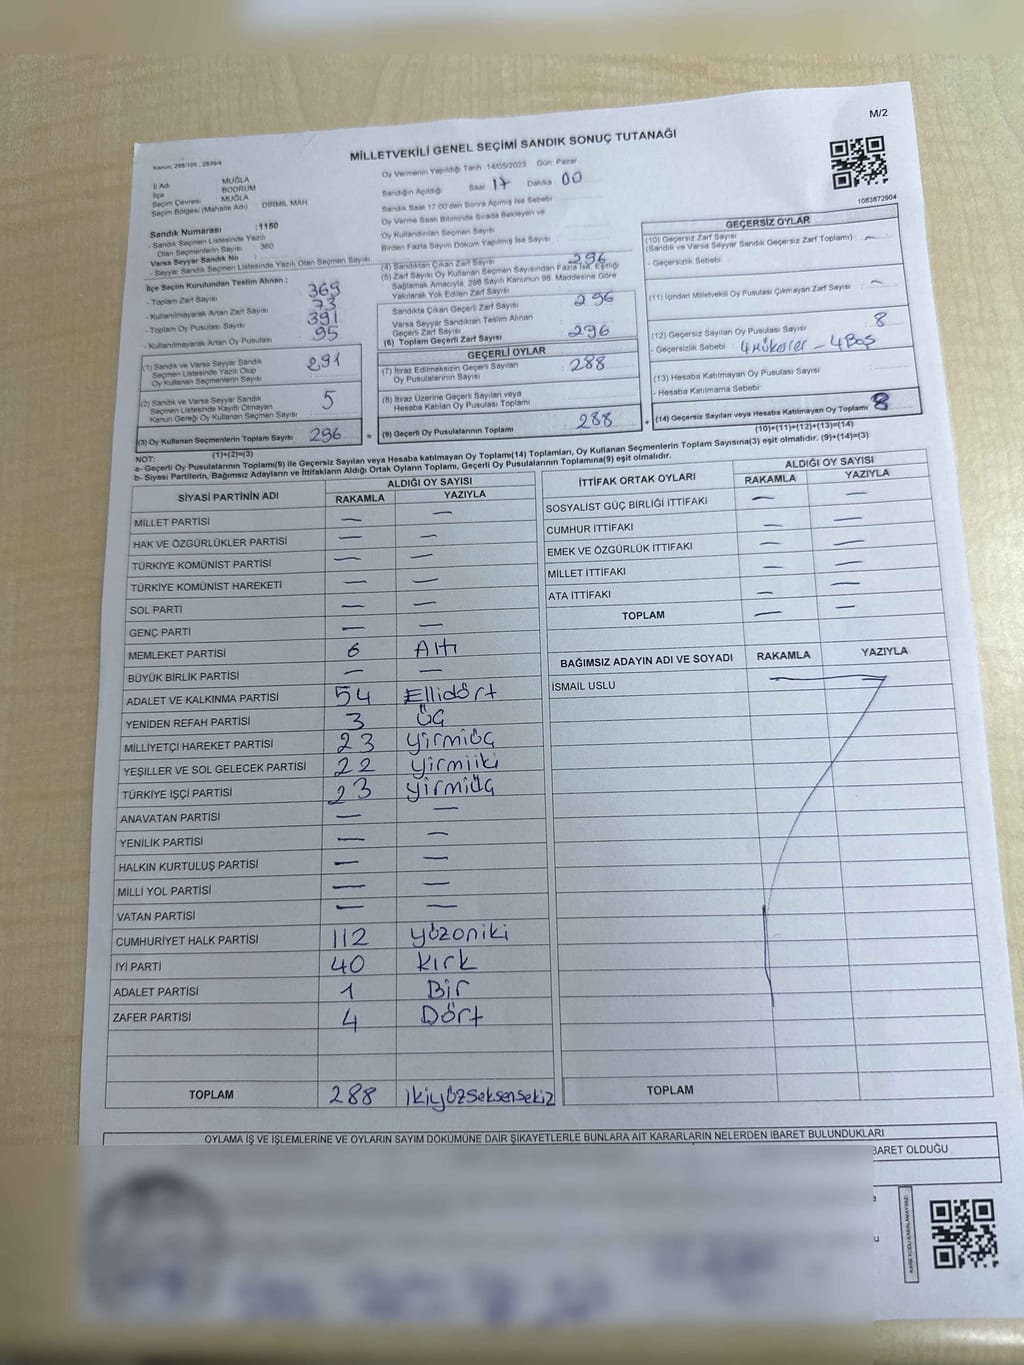 M/2
MİLLETVEKİLİ GENEL SEÇİMİ SANDIK SONUÇ TUTANAĞI
Kanun: 298/105 , 2839/4
İl Adı : MUĞLA
İlçe : BODRUM
Seçim Çevresi : MUĞLA
Seçim Bölgesi (Mahalle Adı) : DİRMİL MAH
Sandık Numarası : 1150
- Sandık Seçmen Listesinde Yazılı
Olan Seçmenlerin Sayısı : 360
Varsa Seyyar Sandık No
- Seyyar Sandık Seçmen Listesinde Yazılı Olan Seçmen Sayısı
İlçe Seçim Kurulundan Teslim Alınan :
- Toplam Zarf Sayısı 369
- Kullanılmayarak Artan Zarf Sayısı 73
- Toplam Oy Pusulası Sayısı 391
- Kullanılmayarak Artan Oy Pusulası 95
(1) Sandık ve Varsa Seyyar Sandık
Seçmen Listesinde Yazılı Olup
Oy Kullanan Seçmenlerin Sayısı 291
(2) Sandık ve Varsa Seyyar Sandık
Seçmen Listesinde Kayıtlı Olmayan
Kanun Gereği Oy Kullanan Seçmen Sayısı 5
(3) Oy Kullanan Seçmenlerin Toplam Sayısı 296
(1)+(2)=(3)
Oy Vermenin Yapıldığı Tarih :14/05/2023 Gün: Pazar
Sandığın Açıldığı Saat 17 Dakika 00
Sandık Saat 17.00'den Sonra Açılmış İse Sebebi
Oy Verme Saati Bitiminde Sırada Bekleyen ve
Oy Kullandırılan Seçmen Sayısı
Birden Fazla Sayım Döküm Yapılmış İse Sayısı
(4) Sandıktan Çıkan Zarf Sayısı 296
(5) Zarf Sayısı Oy Kullanan Seçmen Sayısından Fazla İse, Eşitliği
Sağlamak Amacıyla, 298 Sayılı Kanunun 98. Maddesine Göre
Yakılarak Yok Edilen Zarf Sayısı
Sandıkta Çıkan Geçerli Zarf Sayısı 296
Varsa Seyyar Sandıktan Teslim Alınan
Geçerli Zarf Sayısı
(6) Toplam Geçerli Zarf Sayısı 296
GEÇERLİ OYLAR
(7) İtiraz Edilmeksizin Geçerli Sayılan
Oy Pusulalarının Sayısı 288
(8) İtiraz Üzerine Geçerli Sayılan veya
Hesaba Katılan Oy Pusulası Toplamı
= (9) Geçerli Oy Pusulalarının Toplamı 288
1083872904
GEÇERSİZ OYLAR
(10) Geçersiz Zarf Sayısı
(Sandık ve Varsa Seyyar Sandık Geçersiz Zarf Toplamı) : –
- Geçersizlik Sebebi :
(11) İçinden Milletvekili Oy Pusulası Çıkmayan Zarf Sayısı –
(12) Geçersiz Sayılan Oy Pusulası Sayısı 8
- Geçersizlik Sebebi : 4 Mükerrer – 4 Boş
(13) Hesaba Katılmayan Oy Pusulası Sayısı
- Hesaba Katılmama Sebebi
+ (14) Geçersiz Sayılan veya Hesaba Katılmayan Oy Toplamı 8
(10)+(11)+(12)+(13)=(14)
NOT:
a- Geçerli Oy Pusulalarının Toplamı(9) ile Geçersiz Sayılan veya Hesaba katılmayan Oy Toplamı(14) Toplamları, Oy Kullanan Seçmenlerin Toplam Sayısına(3) eşit olmalıdır. (9)+(14)=(3)
b- Siyasi Partilerin, Bağımsız Adayların ve İttifakların Aldığı Ortak Oyların Toplamı, Geçerli Oy Pusulalarının Toplamına(9) eşit olmalıdır.
SİYASİ PARTİNİN ADI ALDIĞI OY SAYISI
RAKAMLA YAZIYLA
MİLLET PARTİSİ — —
HAK VE ÖZGÜRLÜKLER PARTİSİ — —
TÜRKİYE KOMÜNİST PARTİSİ — —
TÜRKİYE KOMÜNİST HAREKETİ — —
SOL PARTİ — —
GENÇ PARTİ — —
MEMLEKET PARTİSİ 6 Altı
BÜYÜK BİRLİK PARTİSİ — —
ADALET VE KALKINMA PARTİSİ 54 Ellidört
YENİDEN REFAH PARTİSİ 3 Üç
MİLLİYETÇİ HAREKET PARTİSİ 23 yirmiüç
YEŞİLLER VE SOL GELECEK PARTİSİ 22 yirmiiki
TÜRKİYE İŞÇİ PARTİSİ 23 yirmiüç
ANAVATAN PARTİSİ — —
YENİLİK PARTİSİ — —
HALKIN KURTULUŞ PARTİSİ — —
MİLLİ YOL PARTİSİ — —
VATAN PARTİSİ — —
CUMHURİYET HALK PARTİSİ 112 yüzoniki
İYİ PARTİ 40 kırk
ADALET PARTİSİ 1 Bir
ZAFER PARTİSİ 4 Dört
TOPLAM 288 ikiyüzseksensekiz
İTTİFAK ORTAK OYLARI ALDIĞI OY SAYISI
RAKAMLA YAZIYLA
SOSYALİST GÜÇ BİRLİĞİ İTTİFAKI — —
CUMHUR İTTİFAKI — —
EMEK VE ÖZGÜRLÜK İTTİFAKI — —
MİLLET İTTİFAKI — —
ATA İTTİFAKI — —
TOPLAM — —
BAĞIMSIZ ADAYIN ADI VE SOYADI RAKAMLA YAZIYLA
İSMAİL USLU
TOPLAM
OYLAMA İŞ VE İŞLEMLERİNE VE OYLARIN SAYIM DÖKÜMÜNE DAİR ŞİKAYETLERLE BUNLARA AİT KARARLARIN NELERDEN İBARET BULUNDUKLARI
BARET OLDUĞU